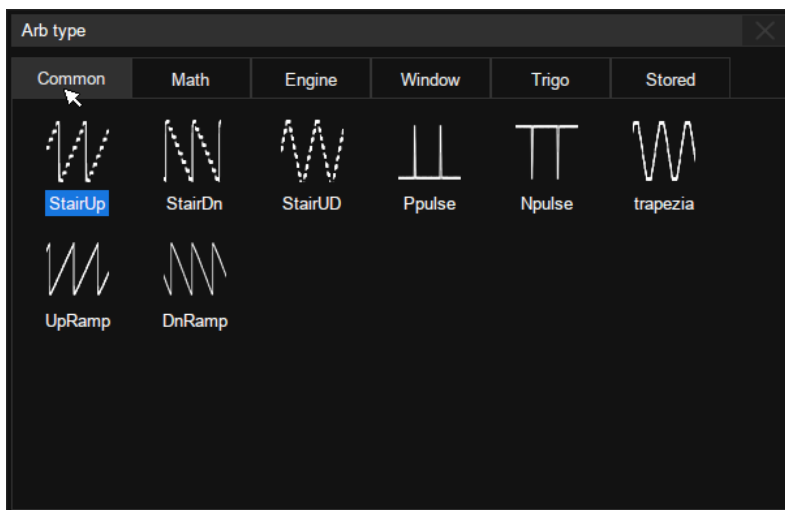 Arb type
Common Math Engine Window Trigo Stored
StairUp StairDn StairUD Ppulse Npulse trapezia
UpRamp DnRamp